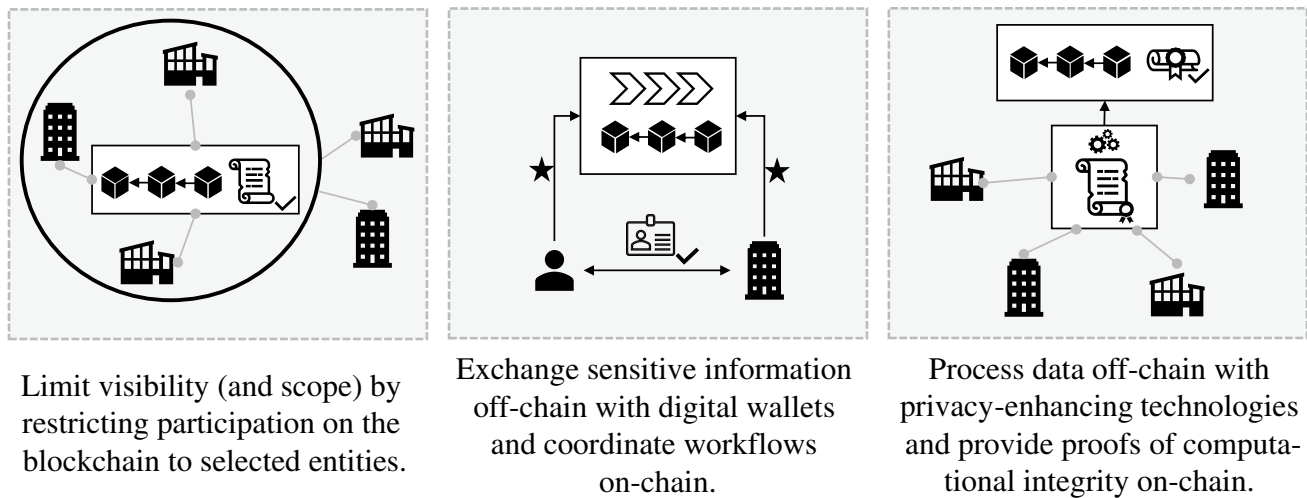 Limit visibility (and scope) by
restricting participation on the
blockchain to selected entities.
Exchange sensitive information
off-chain with digital wallets
and coordinate workflows
on-chain.
Process data off-chain with
privacy-enhancing technologies
and provide proofs of computa-
tional integrity on-chain.